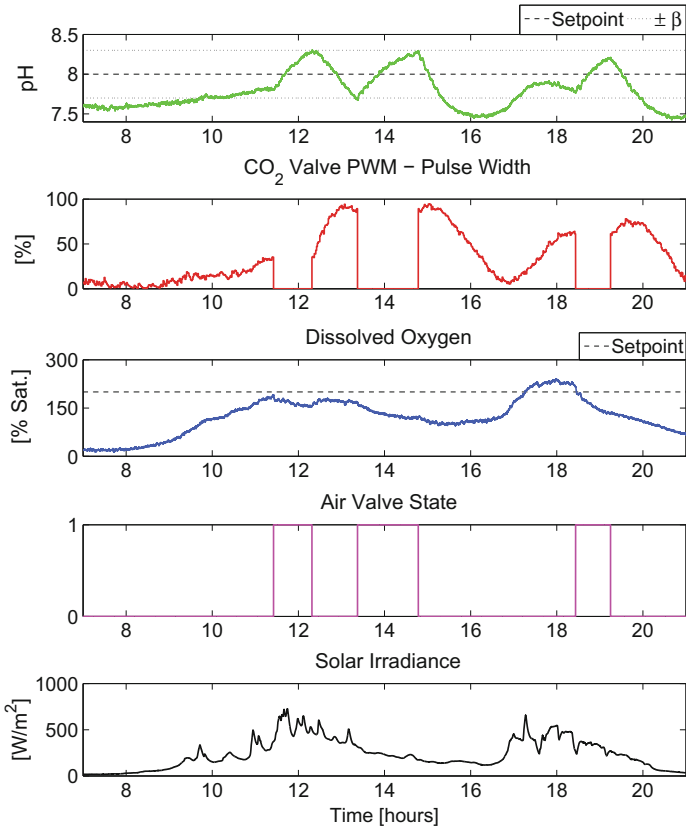 Setpoint ± β
8.5
8
7.5
pH
8 10 12 14 16 18 20
CO2 Valve PWM − Pulse Width
100
50
0
[%]
8 10 12 14 16 18 20
Dissolved Oxygen
Setpoint
300
150
0
[% Sat.]
8 10 12 14 16 18 20
Air Valve State
1
0
8 10 12 14 16 18 20
Solar Irradiance
1000
500
0
[W/m2]
8 10 12 14 16 18 20
Time [hours]